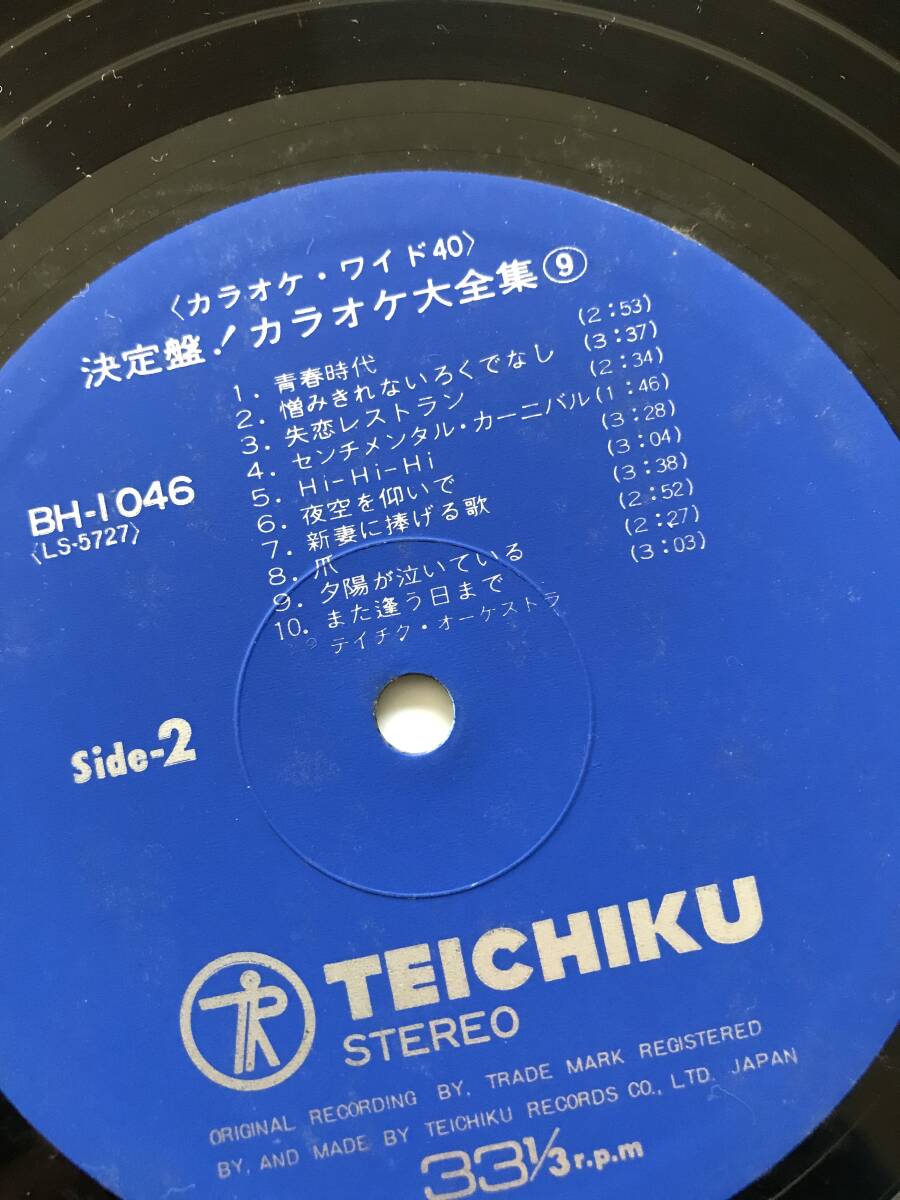 〈カラオケ・ワイド40〉
決定盤!カラオケ大全集⑨
1. 青春時代 (2:53)
2. 憎みきれないろくでなし (3:37)
3. 失恋レストラン (2:34)
4. センチメンタル・カーニバル (1:46)
5. Hi-Hi-Hi (3:28)
6. 夜空を仰いで (3:04)
7. 新妻に捧げる歌 (3:38)
8. 爪 (2:52)
9. 夕陽が泣いている (2:27)
10. また逢う日まで (3:03)
テイチク・オーケストラ
BH-1046
〈LS-5727〉
Side-2
TEICHIKU
STEREO
ORIGINAL RECORDING BY, TRADE MARK REGISTERED
BY, AND MADE BY TEICHIKU RECORDS CO., LTD. JAPAN
33 1/3 r.p.m